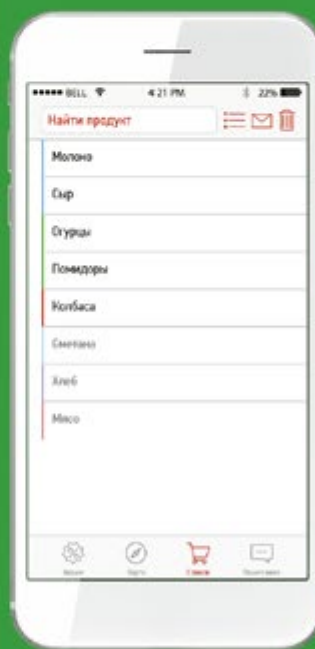 BELL 4:21 PM 22%
Найти продукт
Молоко
Сыр
Огурцы
Помидоры
Колбаса
Сметана
Хлеб
Мясо